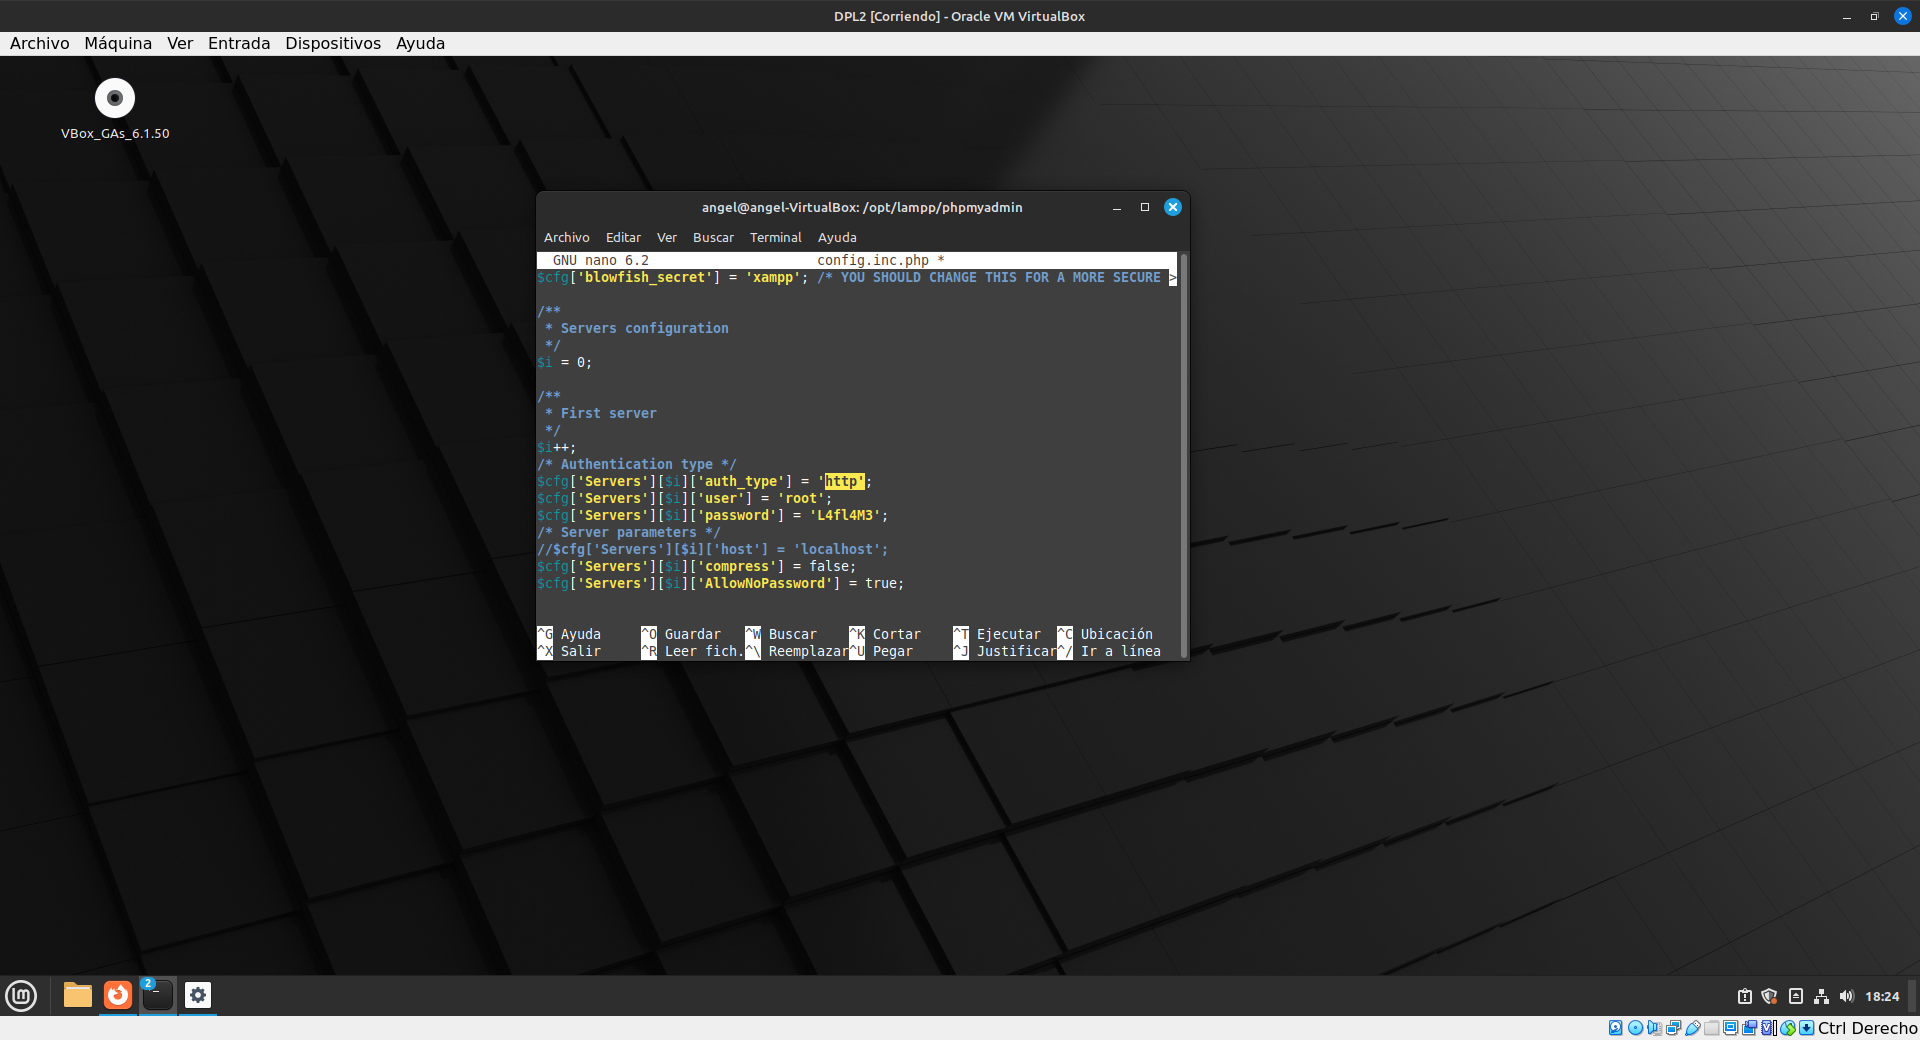 DPL2 [Corriendo] - Oracle VM VirtualBox
Archivo Máquina Ver Entrada Dispositivos Ayuda
VBox_GAs_6.1.50
angel@angel-VirtualBox: /opt/lampp/phpmyadmin
Archivo Editar Ver Buscar Terminal Ayuda
GNU nano 6.2 config.inc.php *
$cfg['blowfish_secret'] = 'xampp'; /* YOU SHOULD CHANGE THIS FOR A MORE SECURE >
/**
* Servers configuration
*/
$i = 0;
/**
* First server
*/
$i++;
/* Authentication type */
$cfg['Servers'][$i]['auth_type'] = 'http';
$cfg['Servers'][$i]['user'] = 'root';
$cfg['Servers'][$i]['password'] = 'L4fl4M3';
/* Server parameters */
//$cfg['Servers'][$i]['host'] = 'localhost';
$cfg['Servers'][$i]['compress'] = false;
$cfg['Servers'][$i]['AllowNoPassword'] = true;
^G Ayuda ^O Guardar ^W Buscar ^K Cortar ^T Ejecutar ^C Ubicación
^X Salir ^R Leer fich. ^\ Reemplazar ^U Pegar ^J Justificar ^/ Ir a línea
2
18:24
Ctrl Derecho